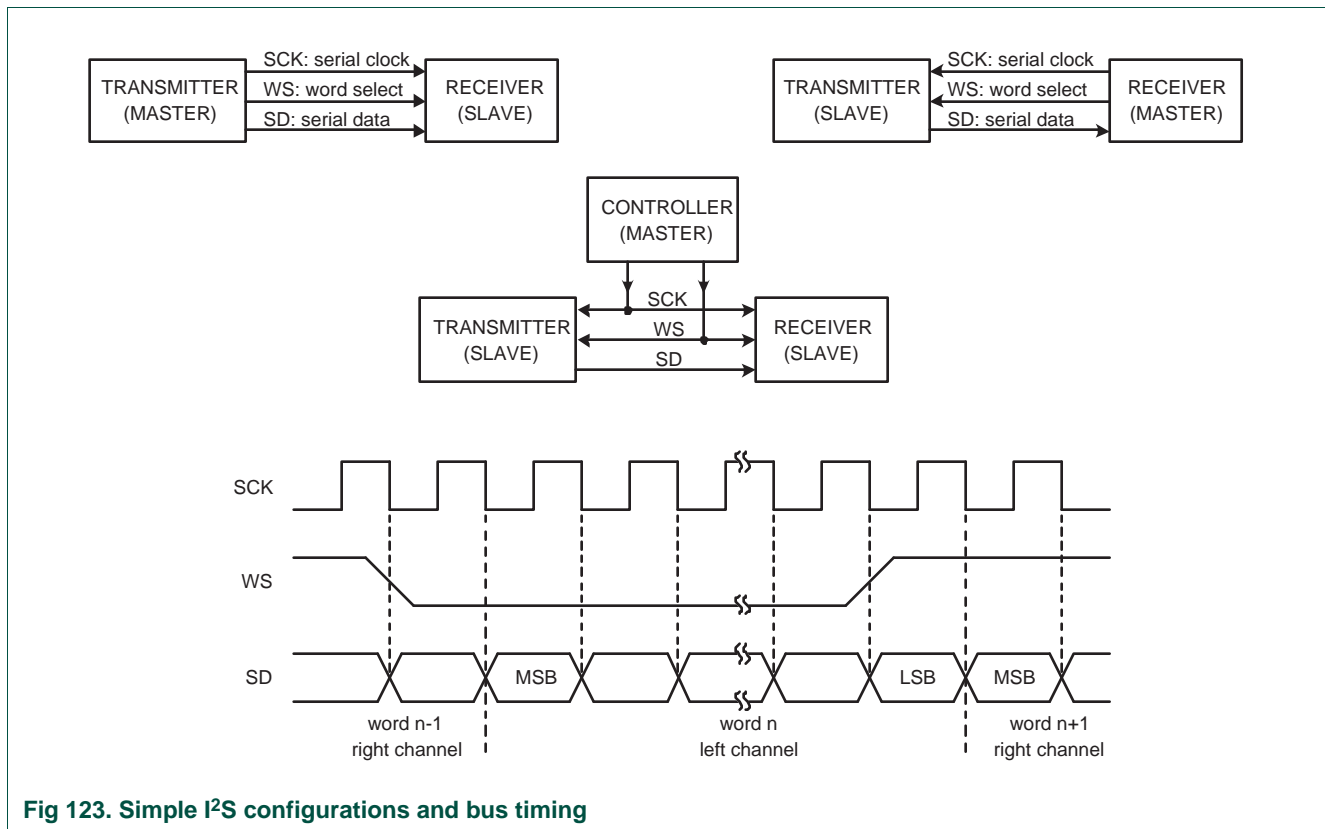 SCK: serial clock
TRANSMITTER
(MASTER)
WS: word select
SD: serial data
RECEIVER
(SLAVE)
SCK: serial clock
TRANSMITTER
(SLAVE)
WS: word select
SD: serial data
RECEIVER
(MASTER)
CONTROLLER
(MASTER)
TRANSMITTER
(SLAVE)
SCK
WS
SD
RECEIVER
(SLAVE)
SCK
WS
SD
MSB
LSB
MSB
word n-1
right channel
word n
left channel
word n+1
right channel
Fig 123. Simple I²S configurations and bus timing